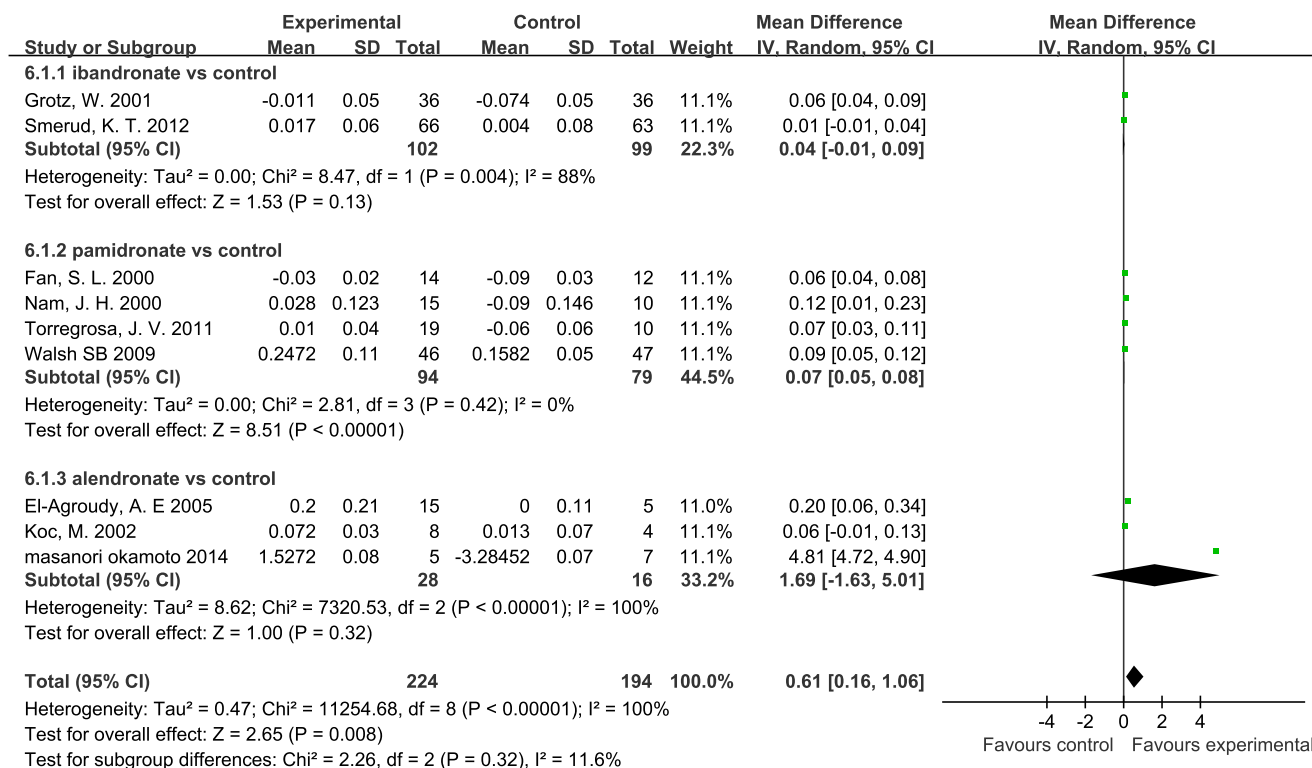 Experimental Control Mean Difference Mean Difference
Study or Subgroup Mean SD Total Mean SD Total Weight IV, Random, 95% CI IV, Random, 95% CI
6.1.1 ibandronate vs control
Grotz, W. 2001 -0.011 0.05 36 -0.074 0.05 36 11.1% 0.06 [0.04, 0.09]
Smerud, K. T. 2012 0.017 0.06 66 0.004 0.08 63 11.1% 0.01 [-0.01, 0.04]
Subtotal (95% CI) 102 99 22.3% 0.04 [-0.01, 0.09]
Heterogeneity: Tau² = 0.00; Chi² = 8.47, df = 1 (P = 0.004); I² = 88%
Test for overall effect: Z = 1.53 (P = 0.13)
6.1.2 pamidronate vs control
Fan, S. L. 2000 -0.03 0.02 14 -0.09 0.03 12 11.1% 0.06 [0.04, 0.08]
Nam, J. H. 2000 0.028 0.123 15 -0.09 0.146 10 11.1% 0.12 [0.01, 0.23]
Torregrosa, J. V. 2011 0.01 0.04 19 -0.06 0.06 10 11.1% 0.07 [0.03, 0.11]
Walsh SB 2009 0.2472 0.11 46 0.1582 0.05 47 11.1% 0.09 [0.05, 0.12]
Subtotal (95% CI) 94 79 44.5% 0.07 [0.05, 0.08]
Heterogeneity: Tau² = 0.00; Chi² = 2.81, df = 3 (P = 0.42); I² = 0%
Test for overall effect: Z = 8.51 (P < 0.00001)
6.1.3 alendronate vs control
El-Agroudy, A. E 2005 0.2 0.21 15 0 0.11 5 11.0% 0.20 [0.06, 0.34]
Koc, M. 2002 0.072 0.03 8 0.013 0.07 4 11.1% 0.06 [-0.01, 0.13]
masanori okamoto 2014 1.5272 0.08 5 -3.28452 0.07 7 11.1% 4.81 [4.72, 4.90]
Subtotal (95% CI) 28 16 33.2% 1.69 [-1.63, 5.01]
Heterogeneity: Tau² = 8.62; Chi² = 7320.53, df = 2 (P < 0.00001); I² = 100%
Test for overall effect: Z = 1.00 (P = 0.32)
Total (95% CI) 224 194 100.0% 0.61 [0.16, 1.06]
Heterogeneity: Tau² = 0.47; Chi² = 11254.68, df = 8 (P < 0.00001); I² = 100%
Test for overall effect: Z = 2.65 (P = 0.008)
Test for subgroup differences: Chi² = 2.26, df = 2 (P = 0.32), I² = 11.6%
-4 -2 0 2 4
Favours control Favours experimental